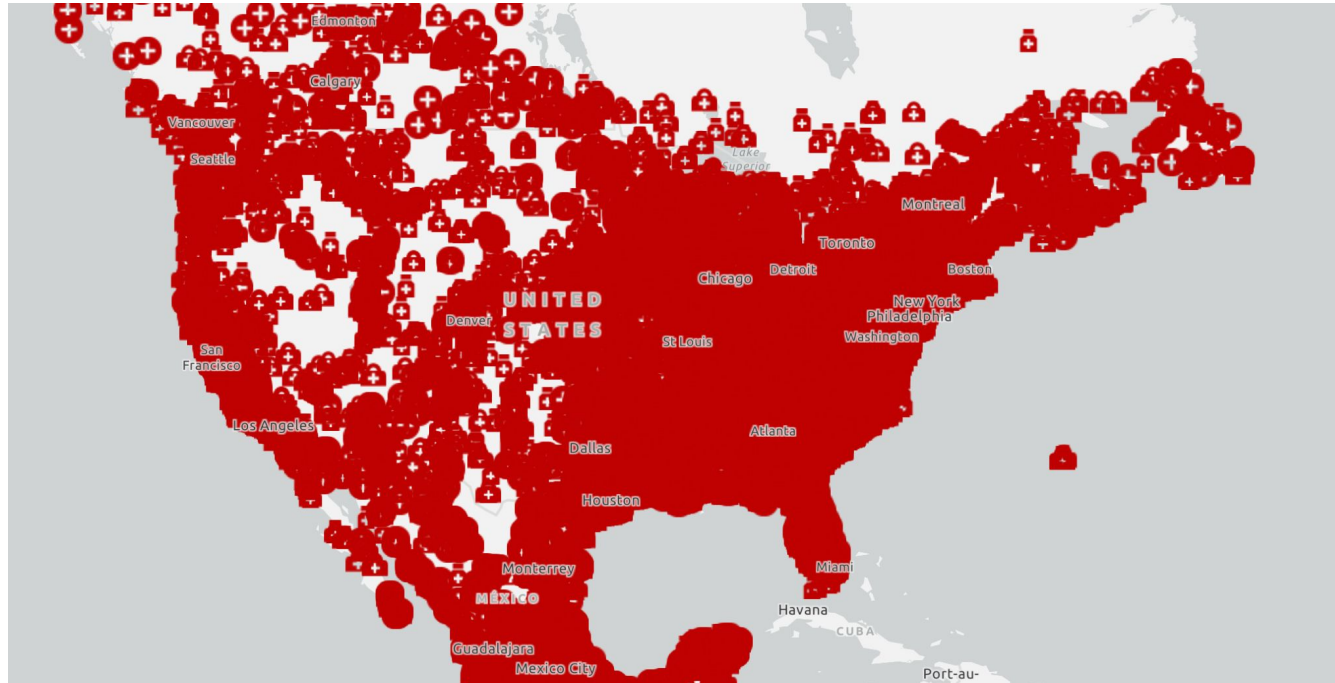 Edmonton
Calgary
Vancouver
Seattle
Lake
Superior
Montreal
Toronto
Chicago
Detroit
Boston
UNITED
STATES
New York
Philadelphia
Denver
St Louis
Washington
San
Francisco
Los Angeles
Atlanta
Dallas
Houston
Monterrey
Miami
MÉXICO
Havana
CUBA
Guadalajara
Mexico City
Port-au-